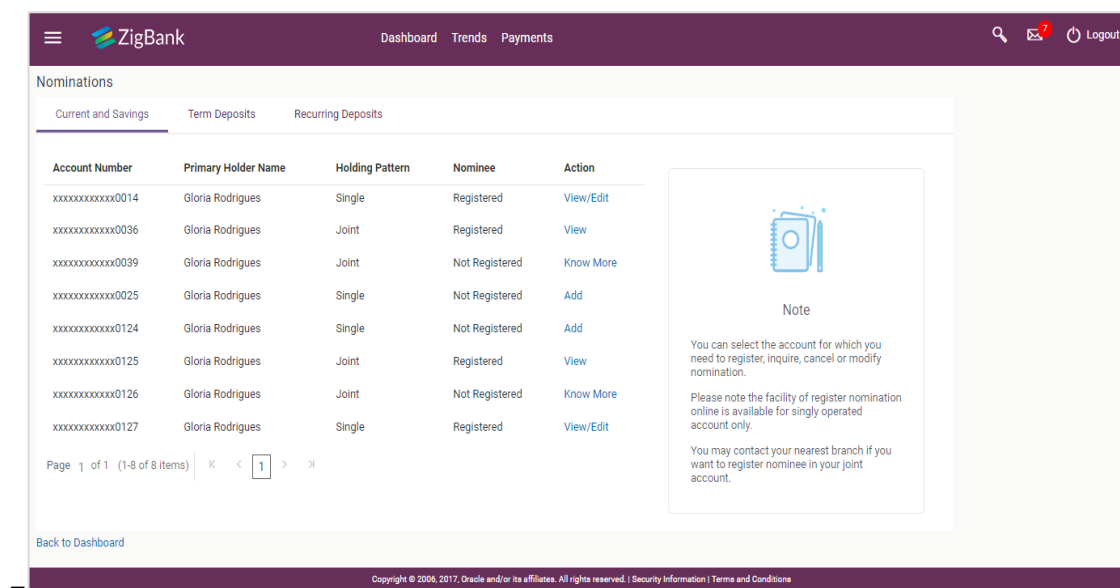 ZigBank Dashboard Trends Payments 7 Logout
Nominations
Current and Savings Term Deposits Recurring Deposits
Account Number Primary Holder Name Holding Pattern Nominee Action
xxxxxxxxxxxx0014 Gloria Rodrigues Single Registered View/Edit
xxxxxxxxxxxx0036 Gloria Rodrigues Joint Registered View
xxxxxxxxxxxx0039 Gloria Rodrigues Joint Not Registered Know More
xxxxxxxxxxxx0025 Gloria Rodrigues Single Not Registered Add
xxxxxxxxxxxx0124 Gloria Rodrigues Single Not Registered Add
xxxxxxxxxxxx0125 Gloria Rodrigues Joint Registered View
xxxxxxxxxxxx0126 Gloria Rodrigues Joint Not Registered Know More
xxxxxxxxxxxx0127 Gloria Rodrigues Single Registered View/Edit
Page 1 of 1 (1-8 of 8 items) 1
Note
You can select the account for which you
need to register, inquire, cancel or modify
nomination.
Please note the facility of register nomination
online is available for singly operated
account only.
You may contact your nearest branch if you
want to register nominee in your joint
account.
Back to Dashboard
Copyright © 2006, 2017, Oracle and/or its affiliates. All rights reserved. | Security Information | Terms and Conditions